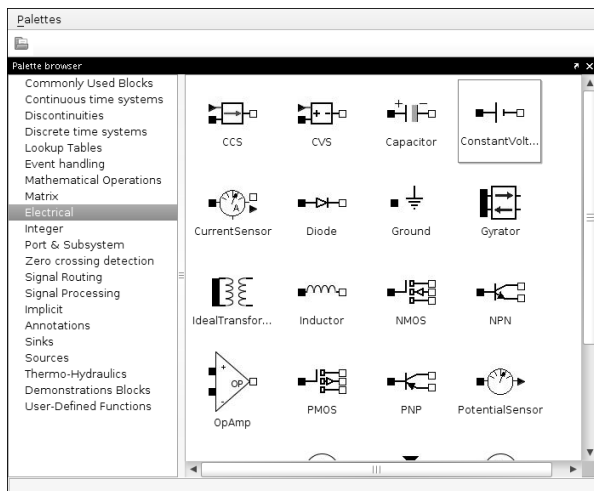 Palettes
Palette browser
Commonly Used Blocks
Continuous time systems
Discontinuities
Discrete time systems
Lookup Tables
Event handling
Mathematical Operations
Matrix
Electrical
Integer
Port & Subsystem
Zero crossing detection
Signal Routing
Signal Processing
Implicit
Annotations
Sinks
Sources
Thermo-Hydraulics
Demonstrations Blocks
User-Defined Functions
CCS
CVS
Capacitor
ConstantVolt...
A
CurrentSensor
Diode
Ground
Gyrator
IdealTransfor...
Inductor
NMOS
NPN
OP
OpAmp
PMOS
PNP
PotentialSensor